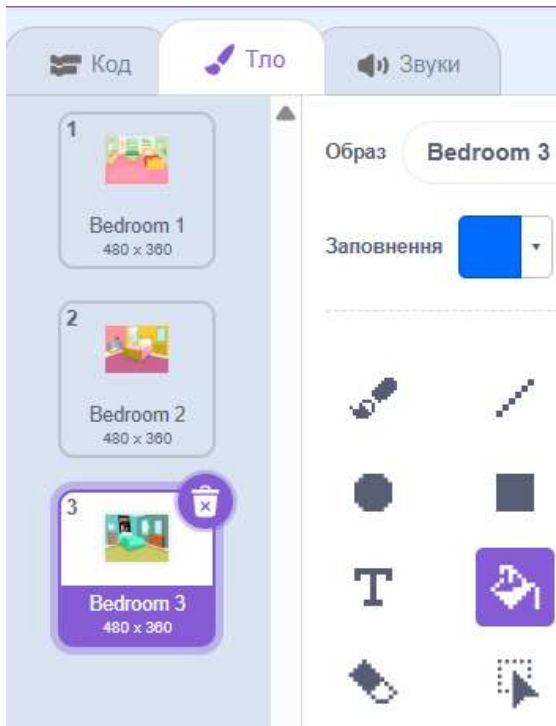 Код
Тло
Звуки
1
Bedroom 1
480 x 360
2
Bedroom 2
480 x 360
3
Bedroom 3
480 x 360
Образ
Bedroom 3
Заповнення
T